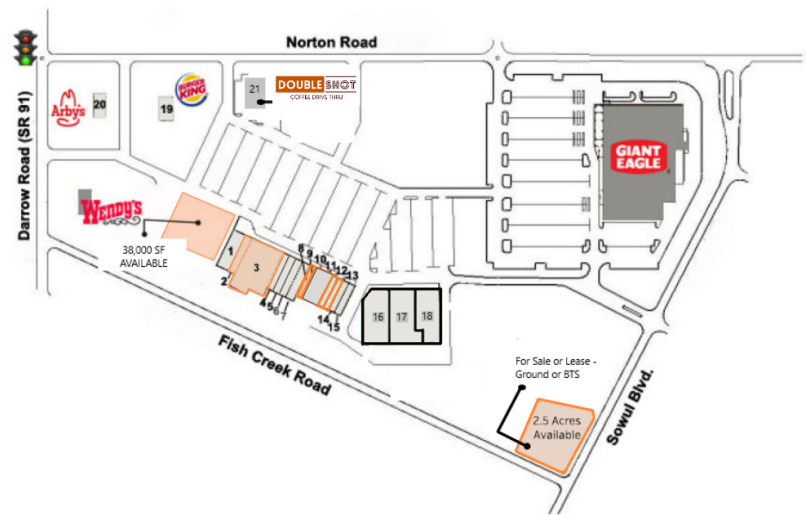 Norton Road
Darrow Road (SR 91)
Arby's
20
19
BURGER
KING
21
DOUBLE SHOT
COFFEE DRIVE THRU
GIANT
EAGLE
WENDY'S
38,000 SF
AVAILABLE
1
2
3
4
5
6
7
8
9
10
11
12
13
14
15
16
17
18
Fish Creek Road
For Sale or Lease -
Ground or BTS
2.5 Acres
Available
Sowul Blvd.